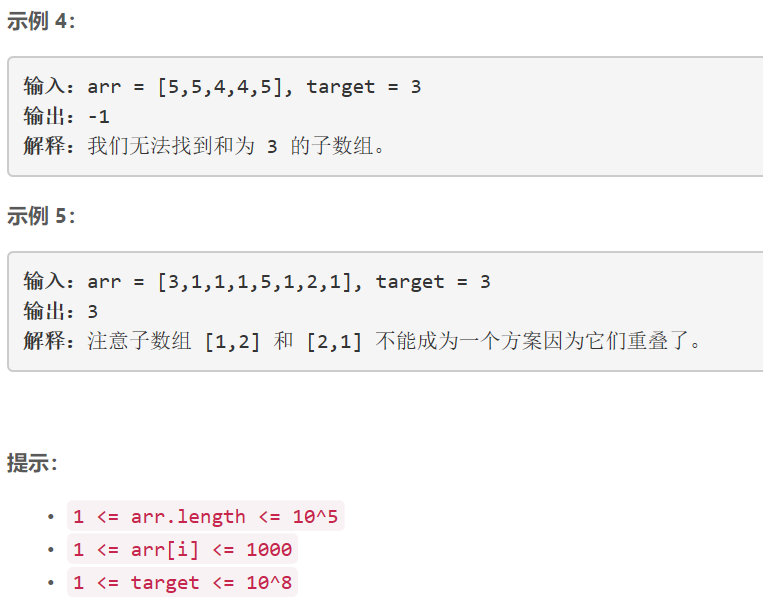 示例 4：
输入：arr = [5,5,4,4,5], target = 3
输出：-1
解释：我们无法找到和为 3 的子数组。
示例 5：
输入：arr = [3,1,1,1,5,1,2,1], target = 3
输出：3
解释：注意子数组 [1,2] 和 [2,1] 不能成为一个方案因为它们重叠了。
提示：
• 1 <= arr.length <= 10^5
• 1 <= arr[i] <= 1000
• 1 <= target <= 10^8